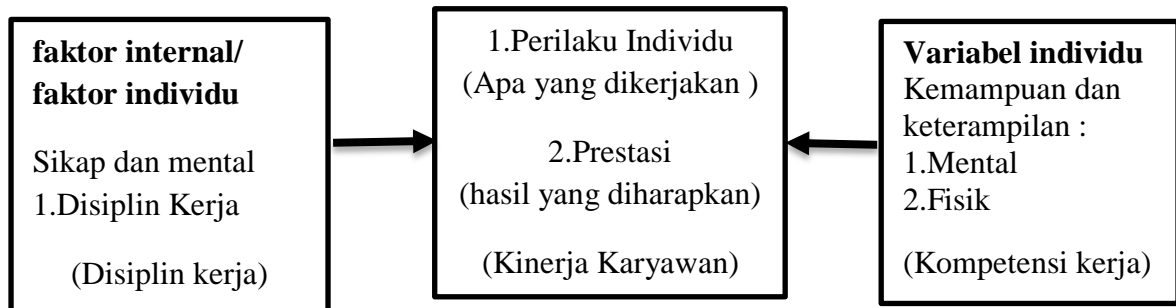 faktor internal/
faktor individu
Sikap dan mental
1.Disiplin Kerja
(Disiplin kerja)
1.Perilaku Individu
(Apa yang dikerjakan )
2.Prestasi
(hasil yang diharapkan)
(Kinerja Karyawan)
Variabel individu
Kemampuan dan
keterampilan :
1.Mental
2.Fisik
(Kompetensi kerja)